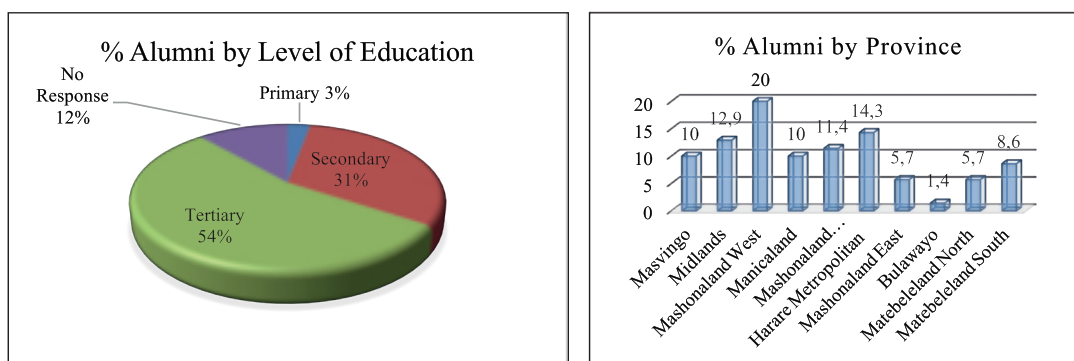 % Alumni by Level of Education
No
Response
12%
Primary 3%
Secondary
31%
Tertiary
54%
% Alumni by Province
20
15
10
5
0
10
12,9
20
10
11,4
14,3
5,7
1,4
5,7
8,6
Masvingo
Midlands
Mashonaland West
Manicaland
Mashonaland...
Harare Metropolitan
Mashonaland East
Bulawayo
Matebeleland North
Matebeleland South